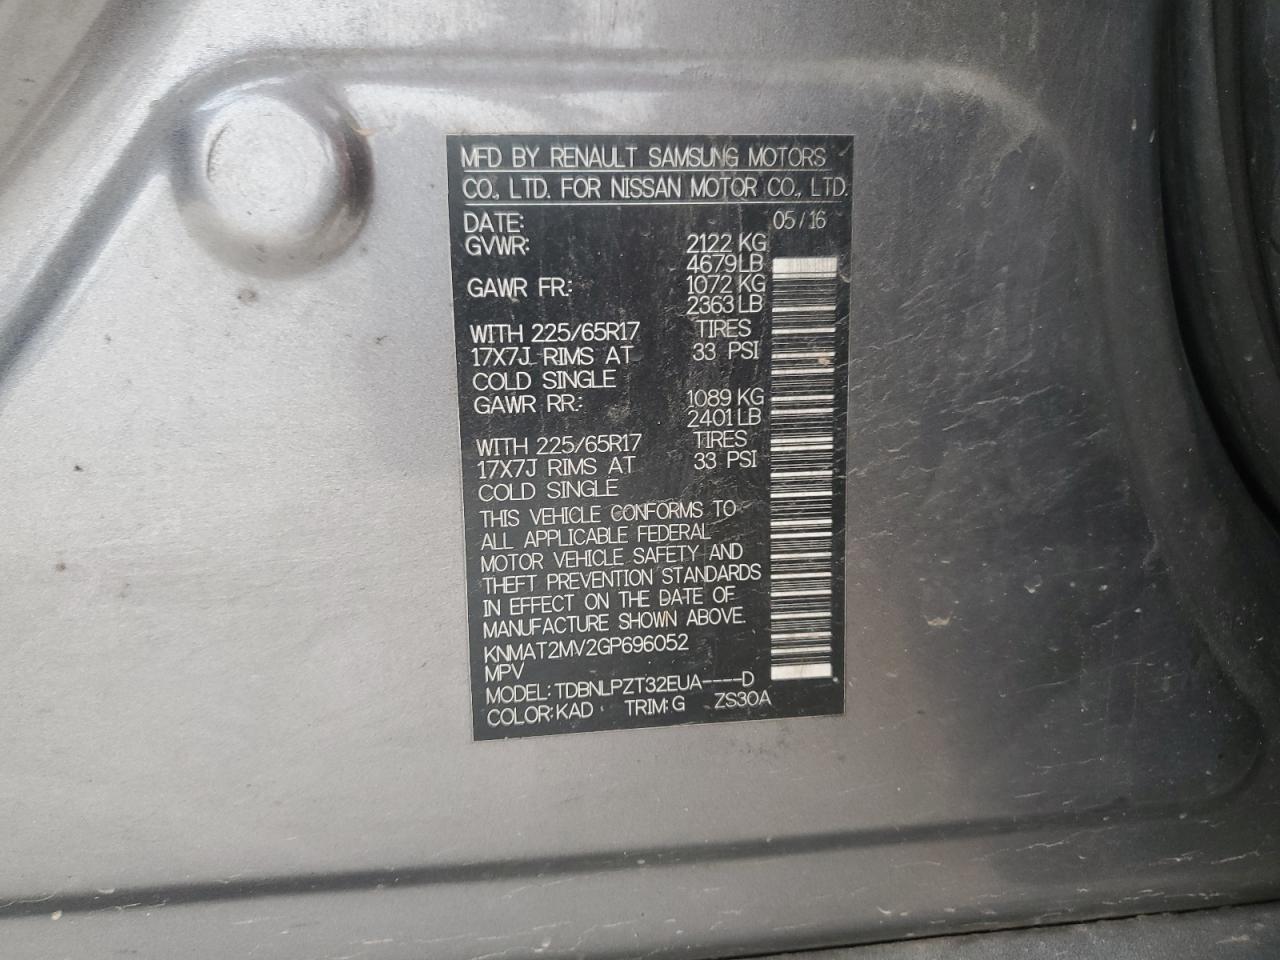 MFD BY RENAULT SAMSUNG MOTORS
CO., LTD. FOR NISSAN MOTOR CO., LTD.
DATE: 05/16
GVWR: 2122 KG
4679LB
GAWR FR: 1072 KG
2363 LB
WITH 225/65R17 TIRES
17X7J RIMS AT 33 PSI
COLD SINGLE
GAWR RR: 1089 KG
2401 LB
WITH 225/65R17 TIRES
17X7J RIMS AT 33 PSI
COLD SINGLE
THIS VEHICLE CONFORMS TO
ALL APPLICABLE FEDERAL
MOTOR VEHICLE SAFETY AND
THEFT PREVENTION STANDARDS
IN EFFECT ON THE DATE OF
MANUFACTURE SHOWN ABOVE.
KNMAT2MV2GP696052
MPV
MODEL: TDBNLPZT32EUA----D
COLOR: KAD TRIM: G ZS30A